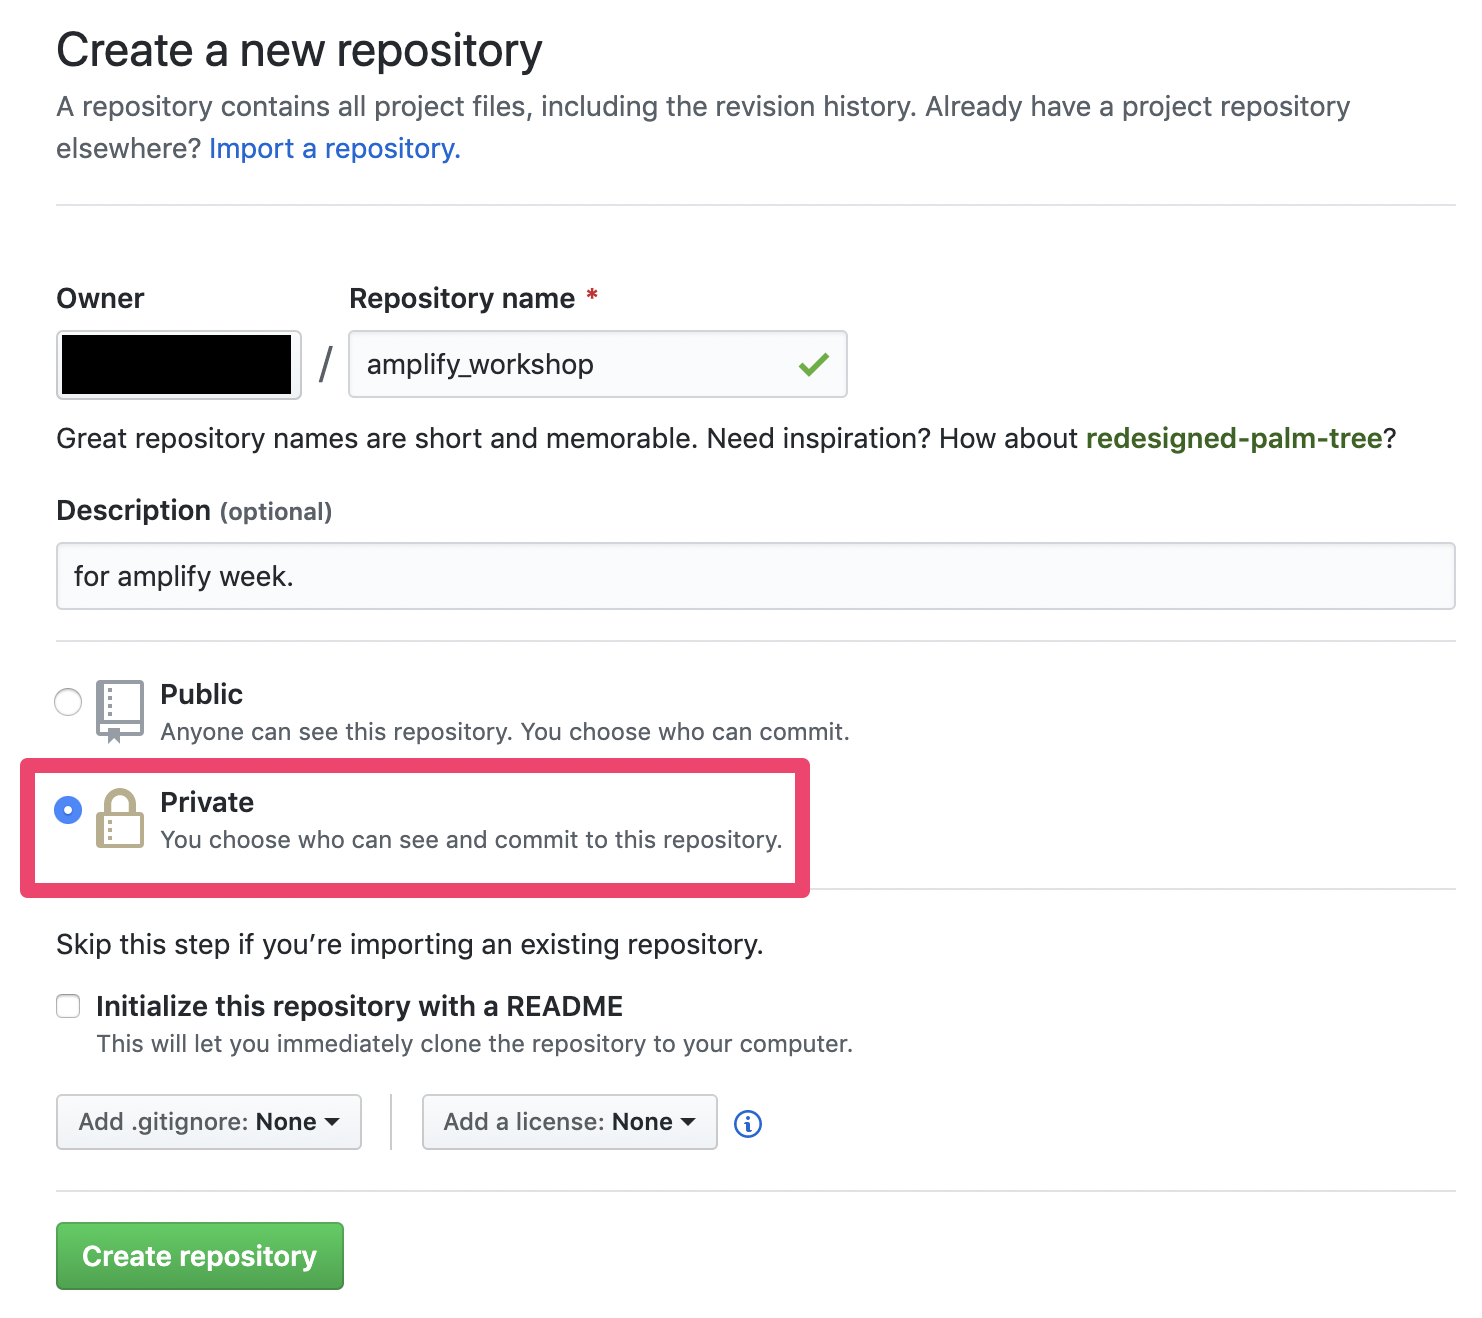 Create a new repository
A repository contains all project files, including the revision history. Already have a project repository
elsewhere? Import a repository.
Owner
Repository name *
/
amplify_workshop
Great repository names are short and memorable. Need inspiration? How about redesigned-palm-tree?
Description (optional)
for amplify week.
Public
Anyone can see this repository. You choose who can commit.
Private
You choose who can see and commit to this repository.
Skip this step if you’re importing an existing repository.
Initialize this repository with a README
This will let you immediately clone the repository to your computer.
Add .gitignore: None
Add a license: None
Create repository